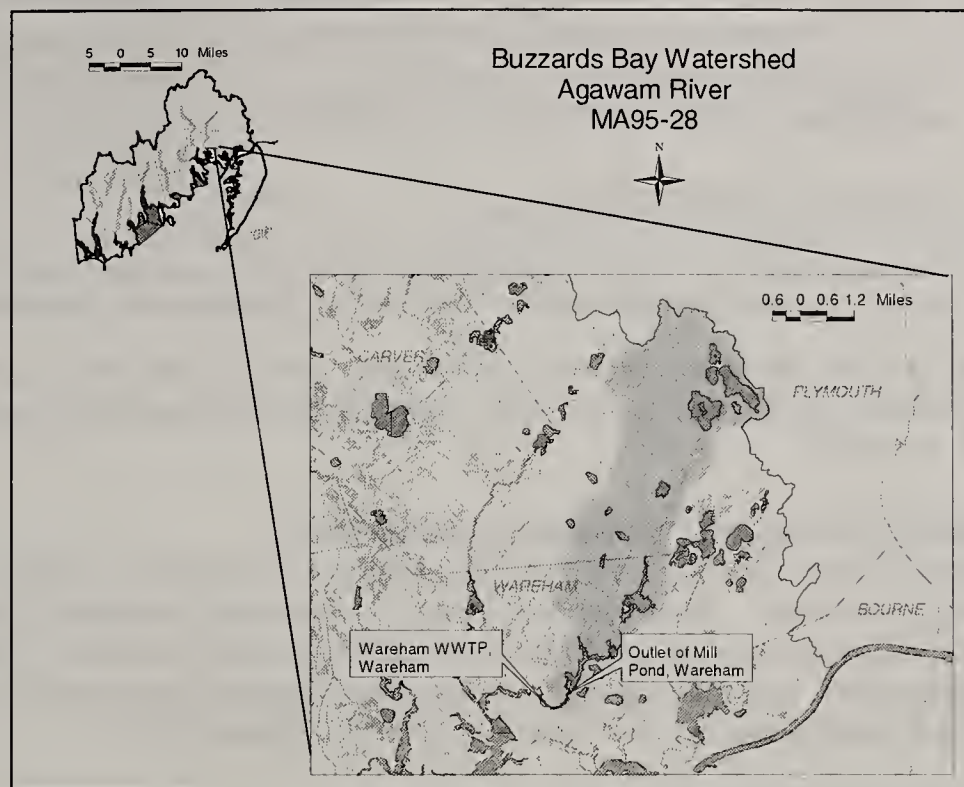 5 0 5 10 Miles
Buzzards Bay Watershed
Agawam River
MA95-28
N
0.6 0 0.6 1.2 Miles
CARVER
PLYMOUTH
WAREHAM
BOURNE
Wareham WWTP,
Wareham
Outlet of Mill
Pond, Wareham